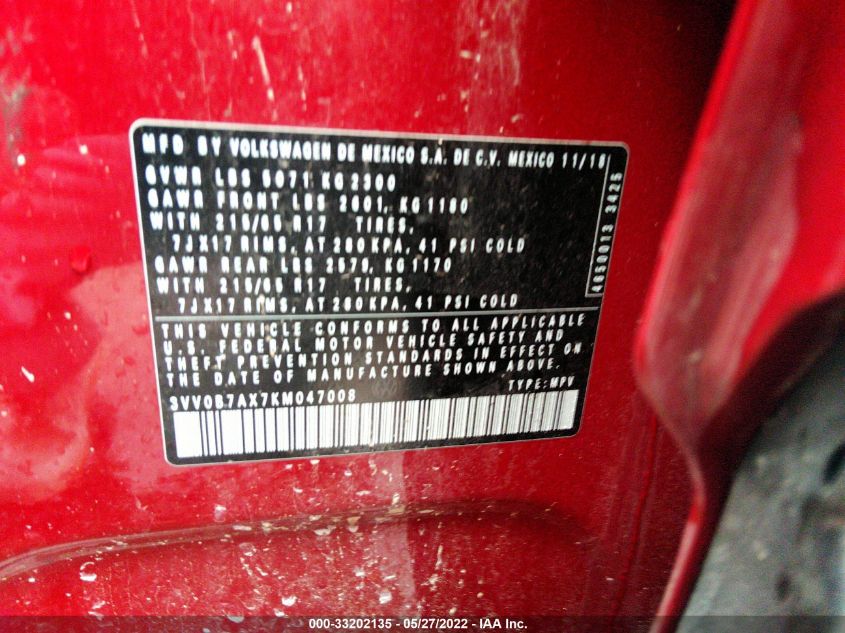 MFD BY VOLKSWAGEN DE MEXICO S.A. DE C.V. MEXICO 11/18
GVWR LBS 5071 KG 2300
GAWR FRONT LBS 2601, KG 1180
WITH 215/65 R17 TIRES,
7JX17 RIMS, AT 280 KPA, 41 PSI COLD
GAWR REAR LBS 2579, KG 1170
WITH 215/65 R17 TIRES,
7JX17 RIMS, AT 280 KPA, 41 PSI COLD
4650013 3425
THIS VEHICLE CONFORMS TO ALL APPLICABLE
U.S. FEDERAL MOTOR VEHICLE SAFETY AND
THEFT PREVENTION STANDARDS IN EFFECT ON
THE DATE OF MANUFACTURE SHOWN ABOVE.
3VV0B7AX7KM047008 TYPE: MPV
000-33202135 - 05/27/2022 - IAA Inc.